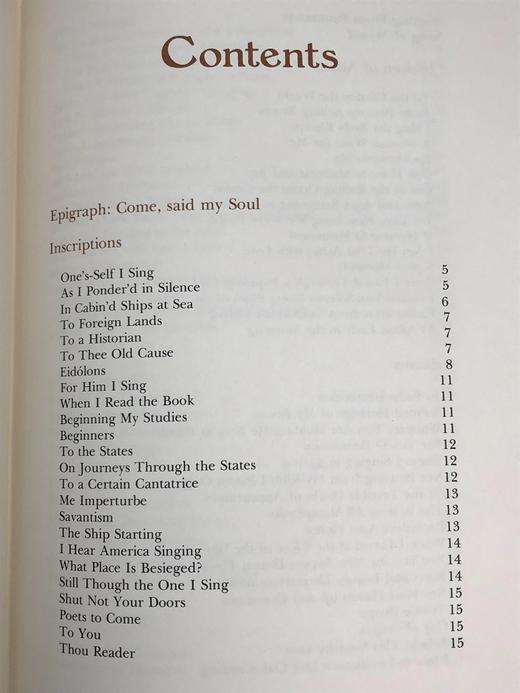 Contents
Epigraph: Come, said my Soul
Inscriptions
One's-Self I Sing 5
As I Ponder'd in Silence 5
In Cabin'd Ships at Sea 6
To Foreign Lands 7
To a Historian 7
To Thee Old Cause 7
Eidólons 8
For Him I Sing 11
When I Read the Book 11
Beginning My Studies 11
Beginners 11
To the States 12
On Journeys Through the States 12
To a Certain Cantatrice 12
Me Imperturbe 13
Savantism 13
The Ship Starting 13
I Hear America Singing 14
What Place Is Besieged? 14
Still Though the One I Sing 14
Shut Not Your Doors 15
Poets to Come 15
To You 15
Thou Reader 15